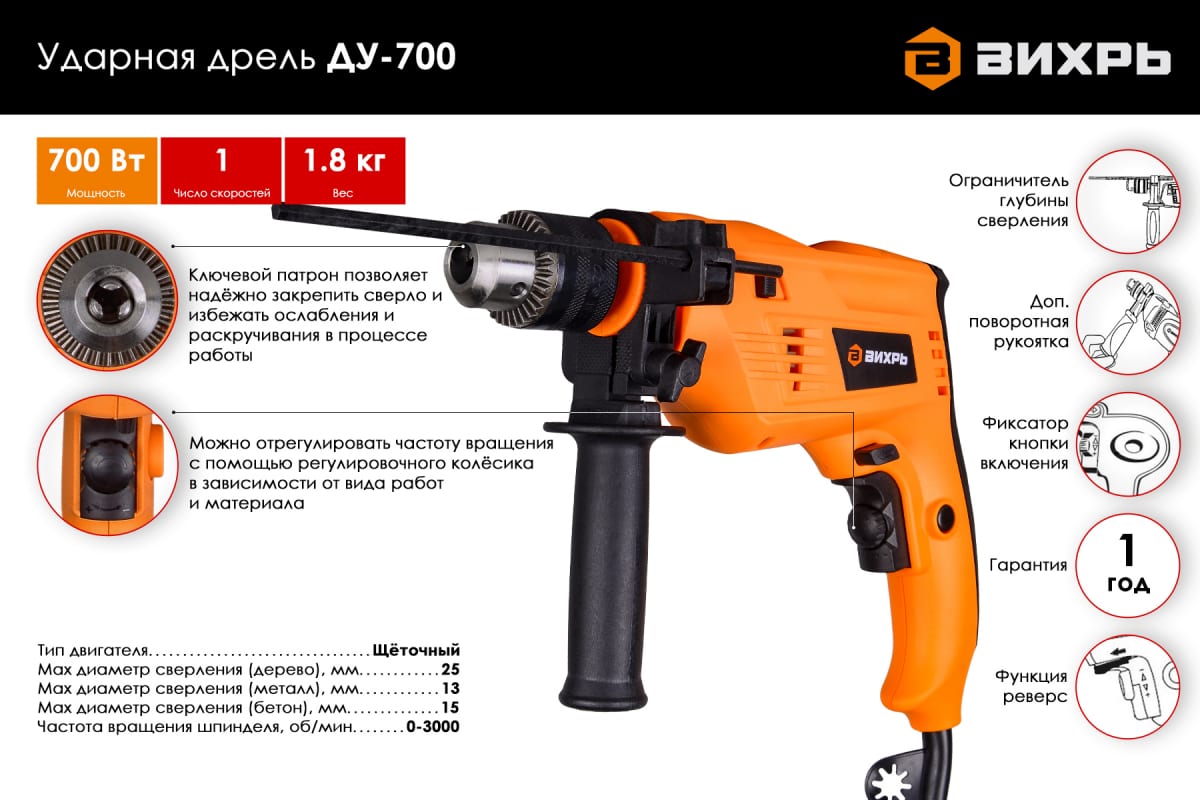 Ударная дрель ДУ-700
ВИХРЬ
700 Вт
Мощность
1
Число скоростей
1.8 кг
Вес
Ключевой патрон позволяет
надёжно закрепить сверло и
избежать ослабления и
раскручивания в процессе
работы
Можно отрегулировать частоту вращения
с помощью регулировочного колёсика
в зависимости от вида работ
и материала
Тип двигателя................................Щёточный
Мах диаметр сверления (дерево), мм............25
Мах диаметр сверления (металл), мм............13
Мах диаметр сверления (бетон), мм.............15
Частота вращения шпинделя, об/мин........0-3000
ВИХРЬ
Ограничитель
глубины
сверления
Доп.
поворотная
рукоятка
Фиксатор
кнопки
включения
Гарантия
1
год
Функция
реверс